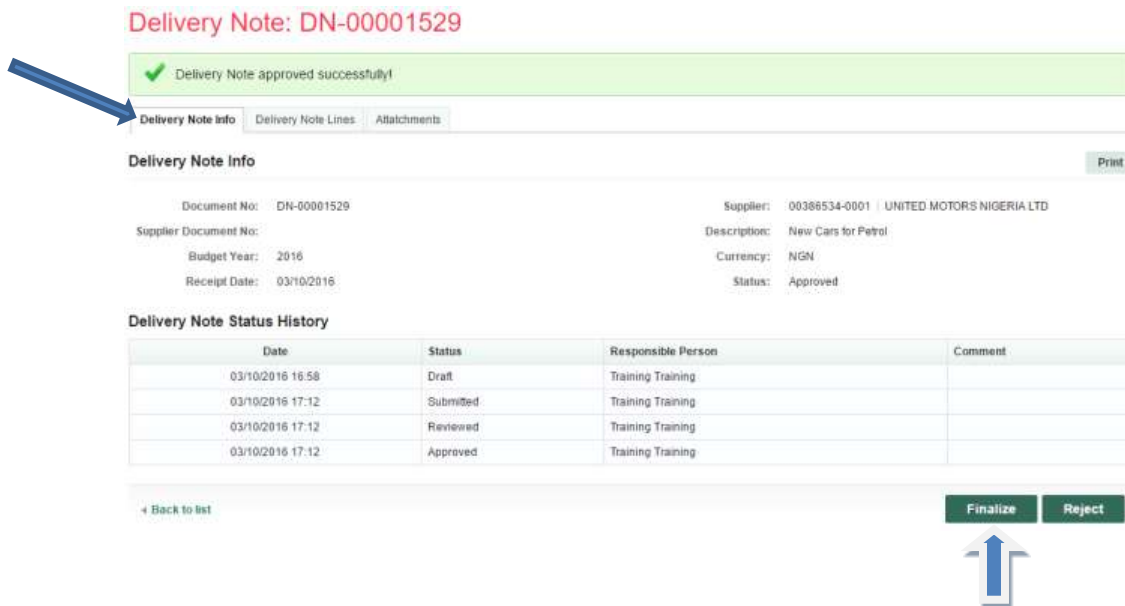 Delivery Note: DN-00001529
Delivery Note approved successfully!
Delivery Note Info Delivery Note Lines Attatchments
Delivery Note Info Print
Document No: DN-00001529 Supplier: 00386534-0001 | UNITED MOTORS NIGERIA LTD
Supplier Document No: Description: New Cars for Petrol
Budget Year: 2016 Currency: NGN
Receipt Date: 03/10/2016 Status: Approved
Delivery Note Status History
Date Status Responsible Person Comment
03/10/2016 16:58 Draft Training Training
03/10/2016 17:12 Submitted Training Training
03/10/2016 17:12 Reviewed Training Training
03/10/2016 17:12 Approved Training Training
Back to list Finalize Reject